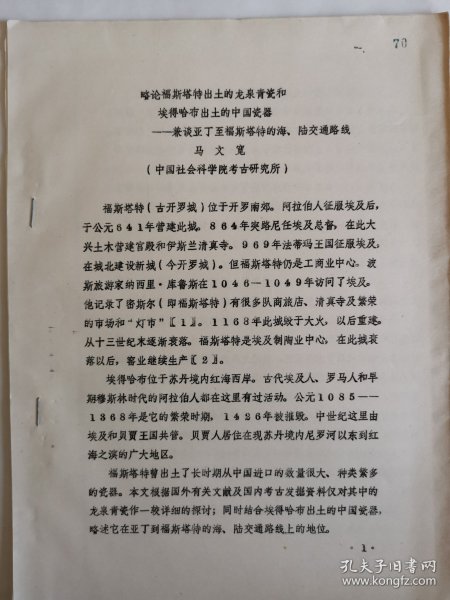 70
略论福斯塔特出土的龙泉青瓷和
埃得哈布出土的中国瓷器
——兼谈亚丁至福斯塔特的海、陆交通路线
马文宽
(中国社会科学院考古研究所)
福斯塔特(古开罗城)位于开罗南郊。阿拉伯人征服埃及后,
于公元641年营建此城。864年突路尼任埃及总督,在此大
兴土木营建官殿和伊斯兰清真寺。969年法蒂玛王国征服埃及,
在城北建设新城(今开罗城)。但福斯塔特仍是工商业中心,波
斯旅游家纳西里·库鲁斯在1046-1049年访问了埃及。
他记录了密斯尔(即福斯塔特)有很多队商旅店、清真寺及繁荣
的市场和"灯市"〖1〗。1168年此城毁于大火,以后重建。
从十三世纪末逐渐衰落。福斯塔特是埃及制陶业中心,在此城衰
落以后,窑业继续生产〖2〗。
埃得哈布位于苏丹境内红海西岸。古代埃及人、罗马人和早
期穆斯林时代的阿拉伯人都在这里有过活动。公元1085——
1368年是它的繁荣时期,1426年被摧毁。中世纪这里由
埃及和贝贾王国共管。贝贾人居住在现苏丹境内尼罗河以东到红
海之滨的广大地区。
福斯塔特曾出土了长时期从中国进口的数量很大、种类繁多
的瓷器。本文根据国外有关文献及国内考古发掘资料仅对其中的
龙泉青瓷作一较详细的探讨;同时结合埃得哈布出土的中国瓷器,
略述它在亚丁到福斯塔特的海、陆交通路线上的地位。
·1·
孔夫子旧书网
www.kongfz.com